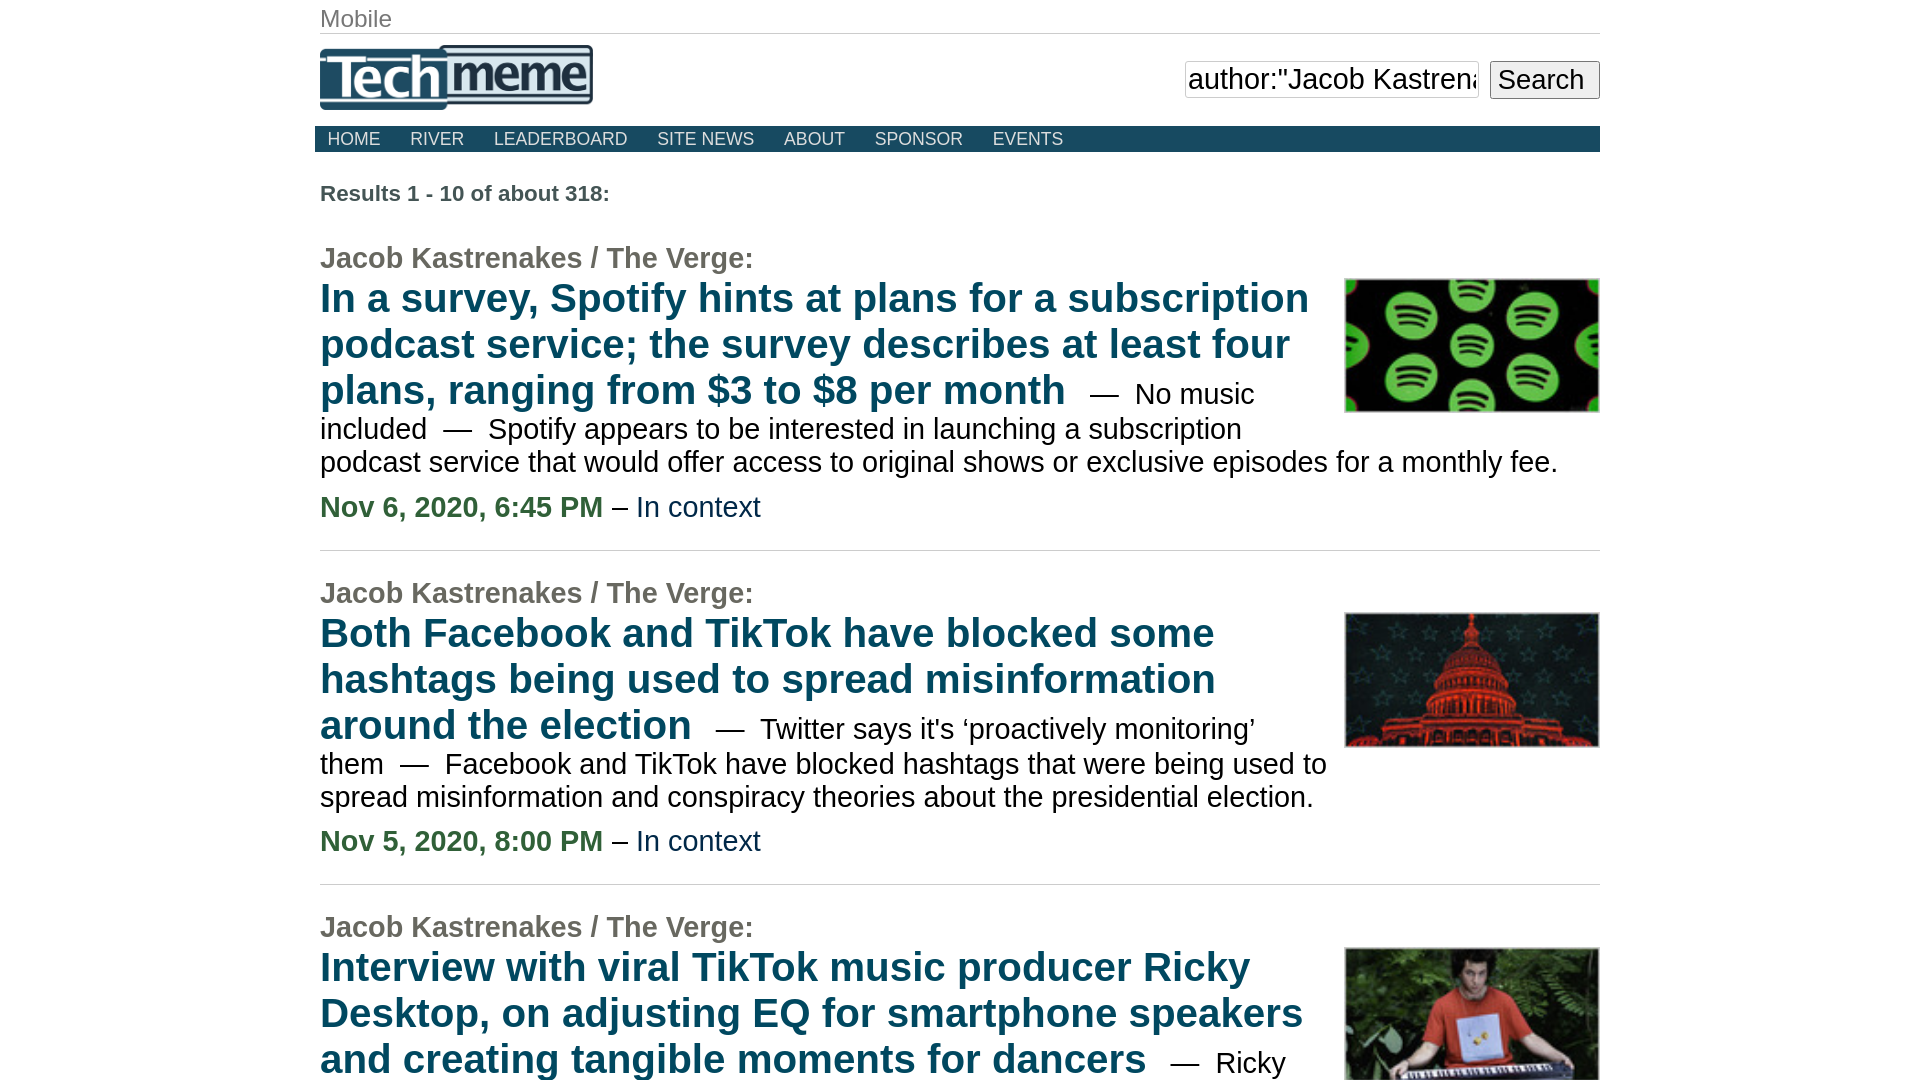 Mobile
Techmeme
author:"Jacob Kastrena
Search
HOME RIVER LEADERBOARD SITE NEWS ABOUT SPONSOR EVENTS
Results 1 - 10 of about 318:
Jacob Kastrenakes / The Verge:
In a survey, Spotify hints at plans for a subscription
podcast service; the survey describes at least four
plans, ranging from $3 to $8 per month — No music
included — Spotify appears to be interested in launching a subscription
podcast service that would offer access to original shows or exclusive episodes for a monthly fee.
Nov 6, 2020, 6:45 PM – In context
Jacob Kastrenakes / The Verge:
Both Facebook and TikTok have blocked some
hashtags being used to spread misinformation
around the election — Twitter says it's ‘proactively monitoring’
them — Facebook and TikTok have blocked hashtags that were being used to
spread misinformation and conspiracy theories about the presidential election.
Nov 5, 2020, 8:00 PM – In context
Jacob Kastrenakes / The Verge:
Interview with viral TikTok music producer Ricky
Desktop, on adjusting EQ for smartphone speakers
and creating tangible moments for dancers — Ricky